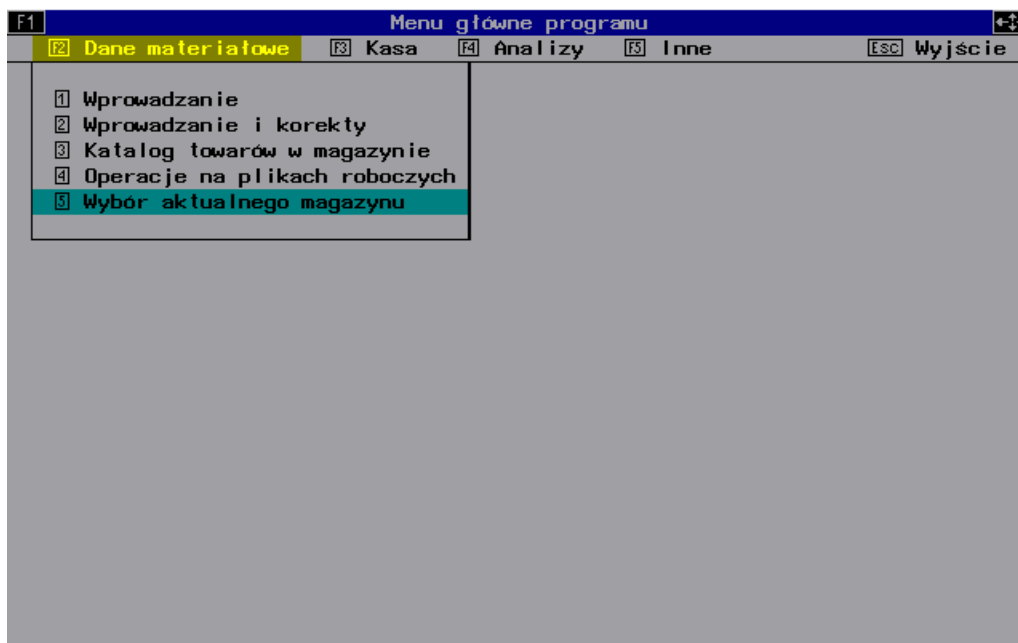 F1 Menu główne programu
F2 Dane materiałowe F3 Kasa F4 Analizy F5 Inne ESC Wyjście
1 Wprowadzanie
2 Wprowadzanie i korekty
3 Katalog towarów w magazynie
4 Operacje na plikach roboczych
5 Wybór aktualnego magazynu